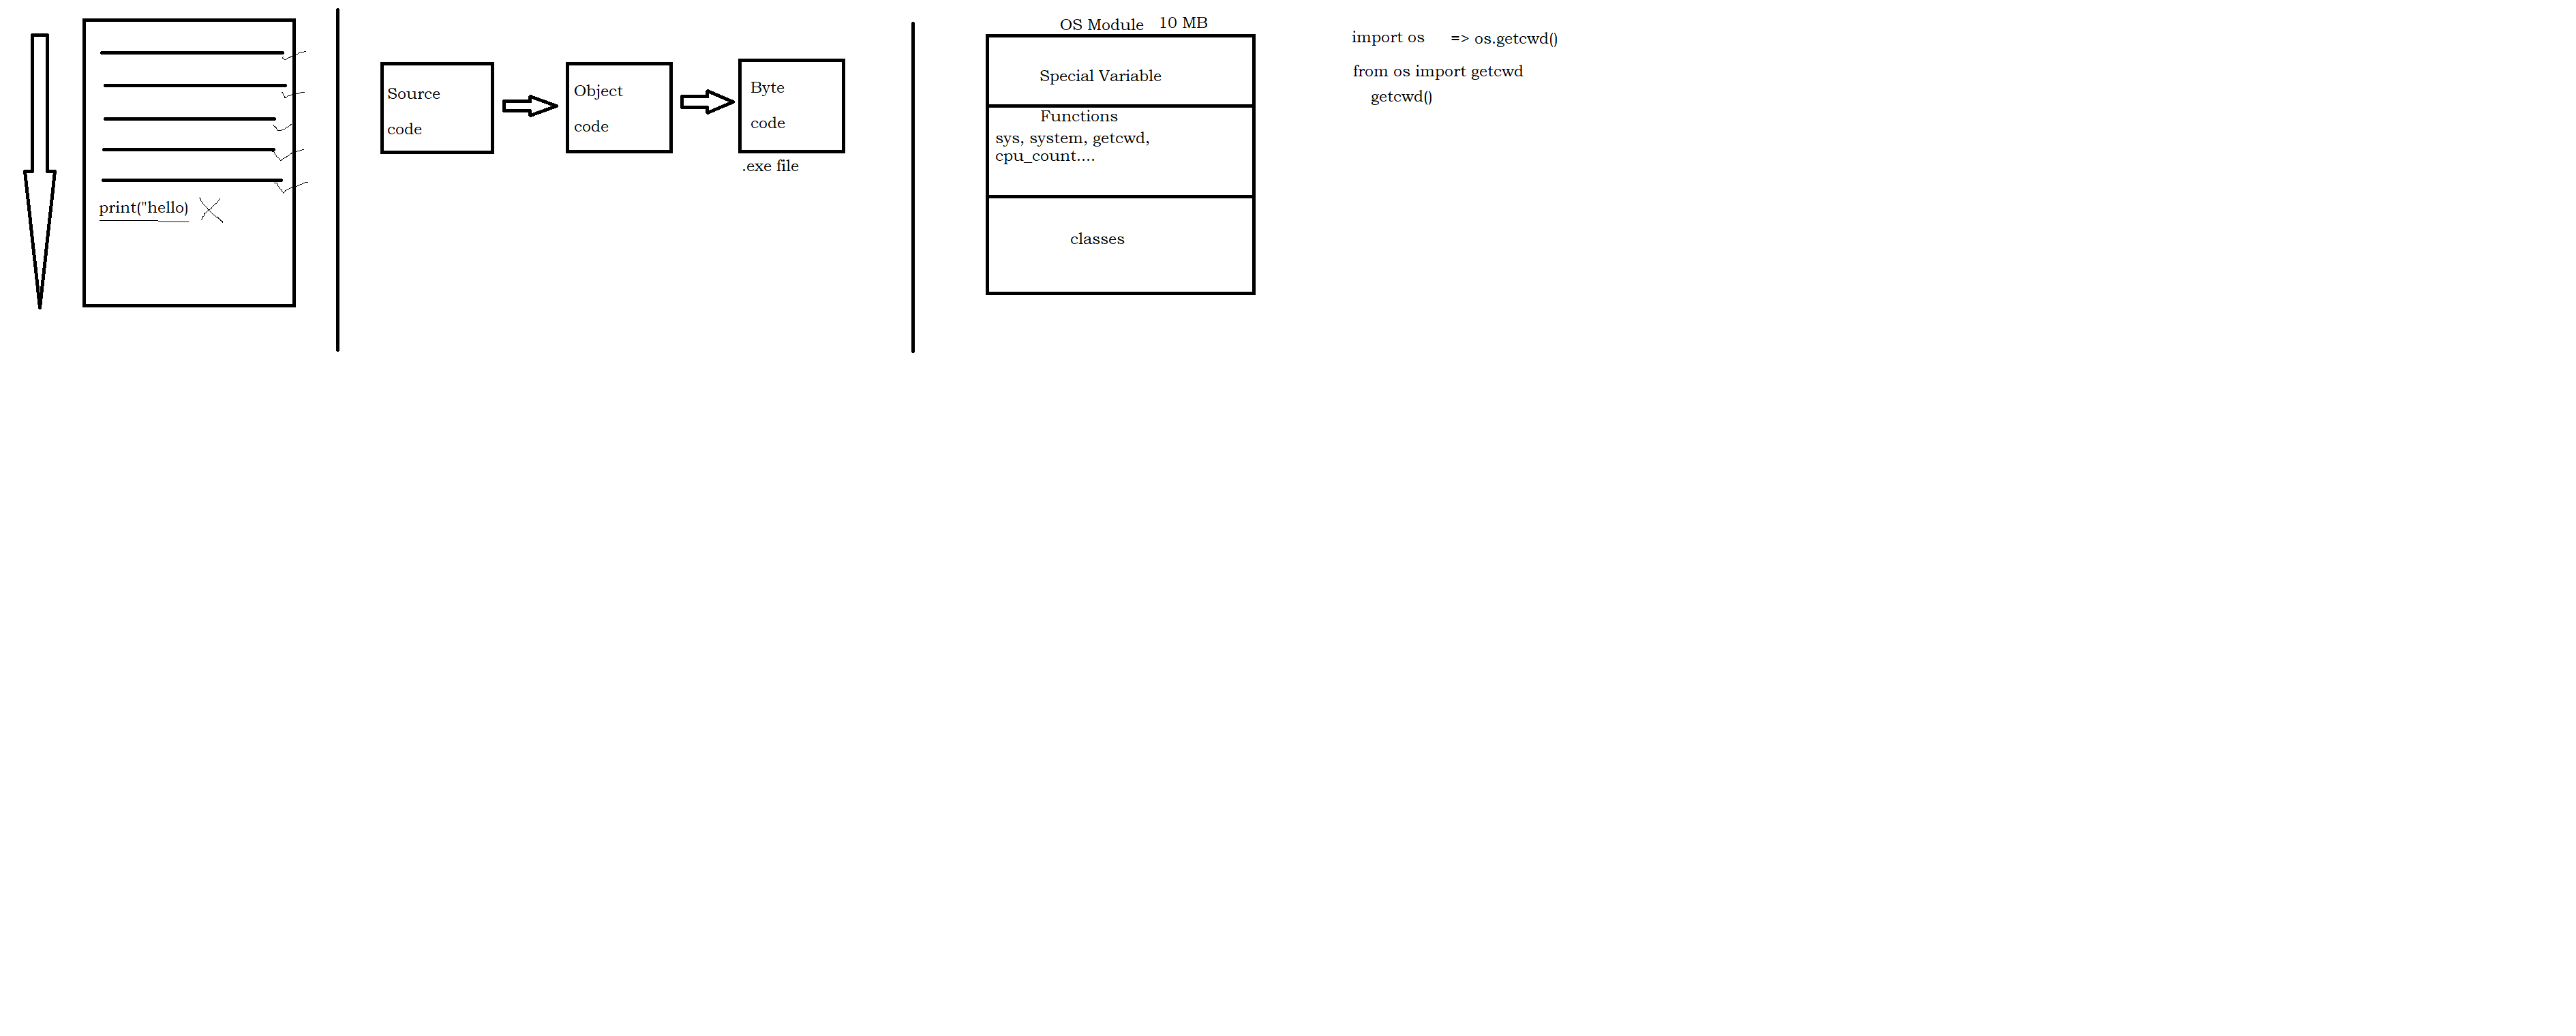 print("hello)
Source
code
Object
code
Byte
code
.exe file
OS Module 10 MB
Special Variable
Functions
sys, system, getcwd,
cpu_count....
classes
import os => os.getcwd()
from os import getcwd
getcwd()